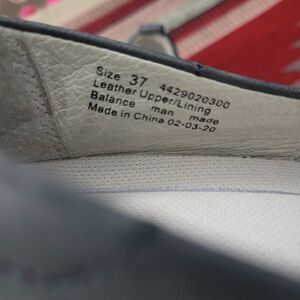 Size 37 4429020300
Leather Upper/Lining
Balance man made
Made in China 02-03-20